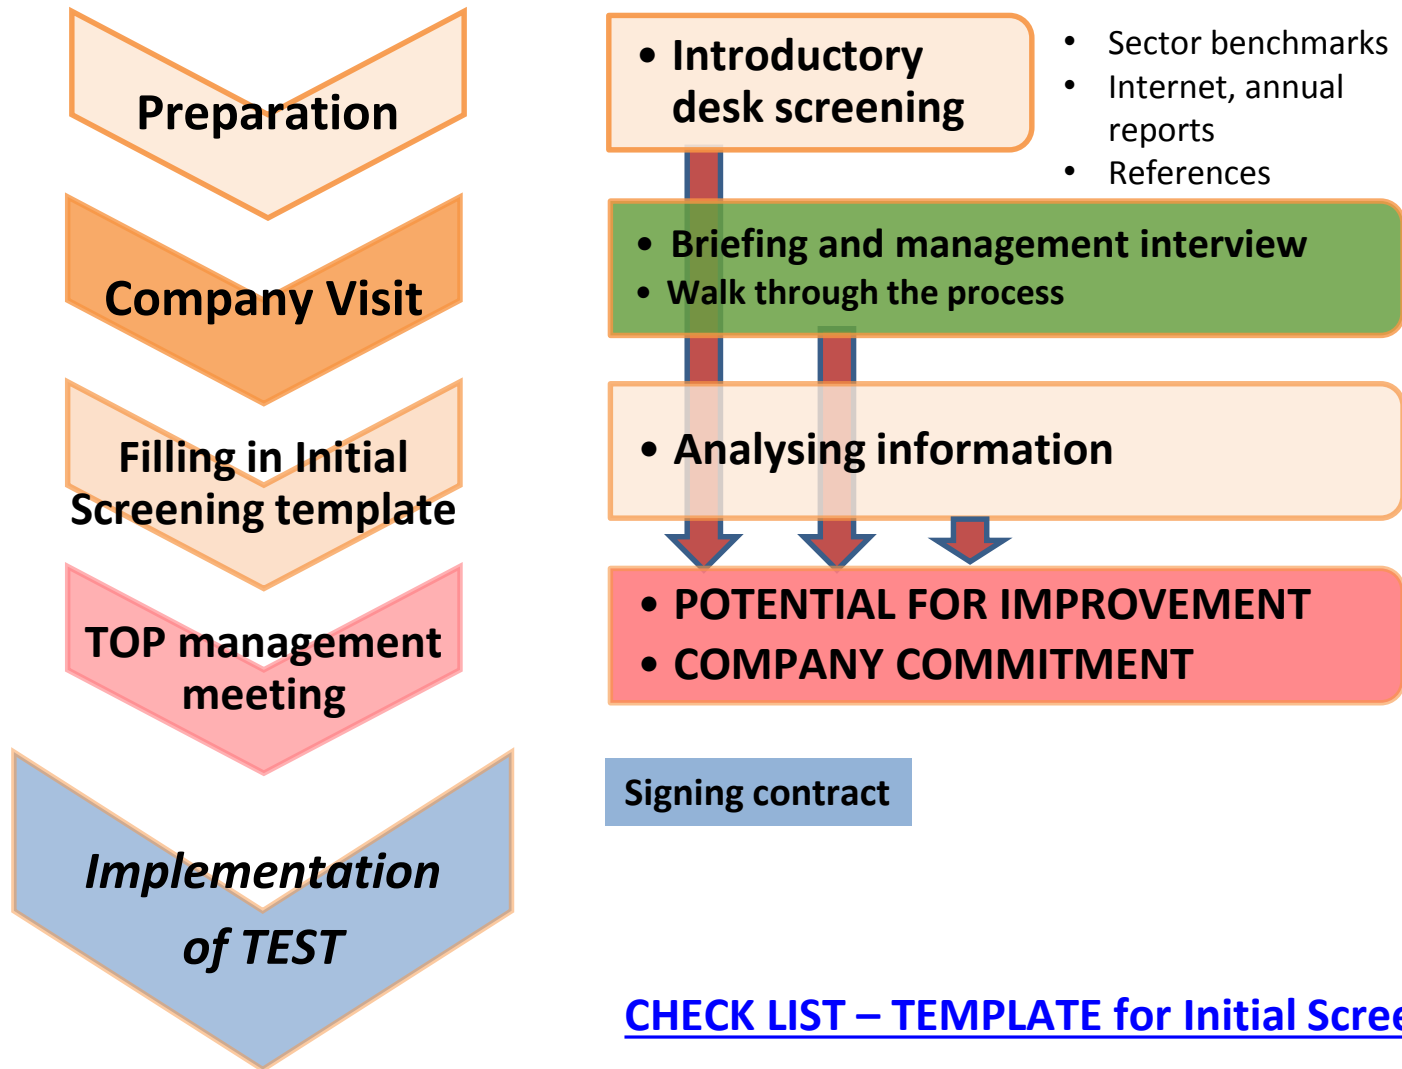 Preparation
• Introductory
desk screening
• Sector benchmarks
• Internet, annual
reports
• References
Company Visit
• Briefing and management interview
• Walk through the process
Filling in Initial
Screening template
• Analysing information
TOP management
meeting
• POTENTIAL FOR IMPROVEMENT
• COMPANY COMMITMENT
Implementation
of TEST
Signing contract
CHECK LIST – TEMPLATE for Initial